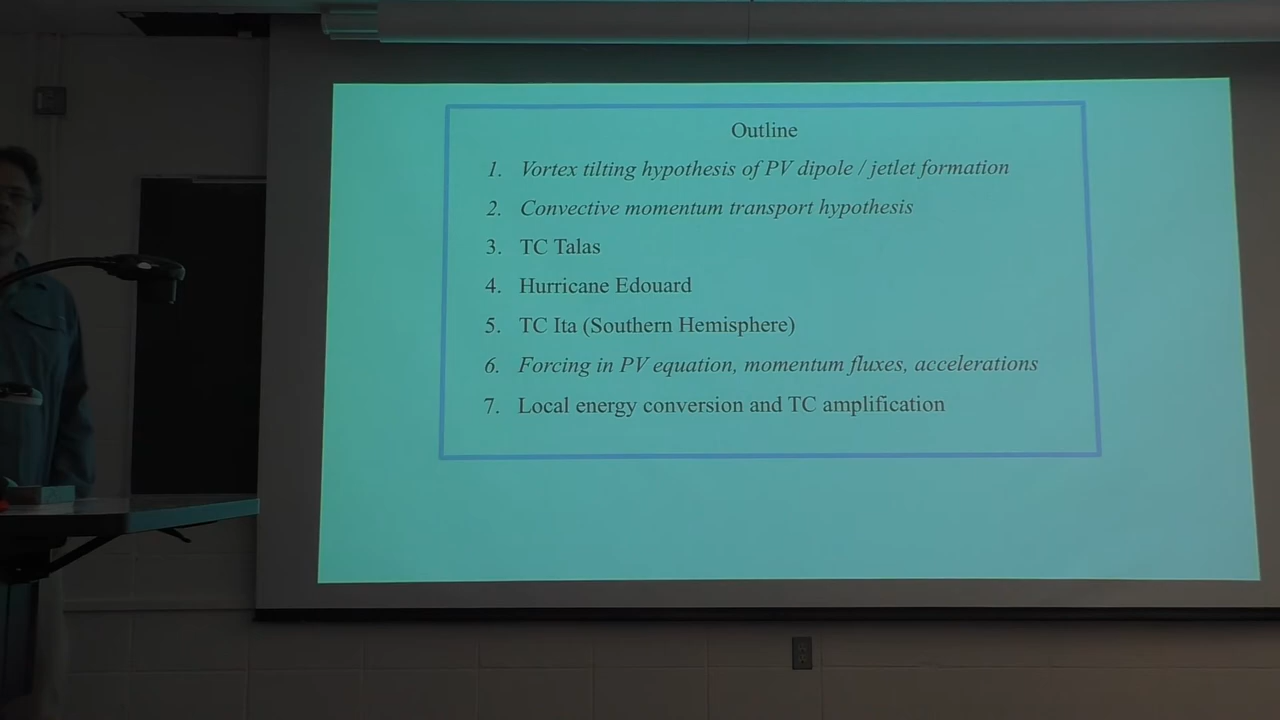 Outline
1. Vortex tilting hypothesis of PV dipole / jetlet formation
2. Convective momentum transport hypothesis
3. TC Talas
4. Hurricane Edouard
5. TC Ita (Southern Hemisphere)
6. Forcing in PV equation, momentum fluxes, accelerations
7. Local energy conversion and TC amplification